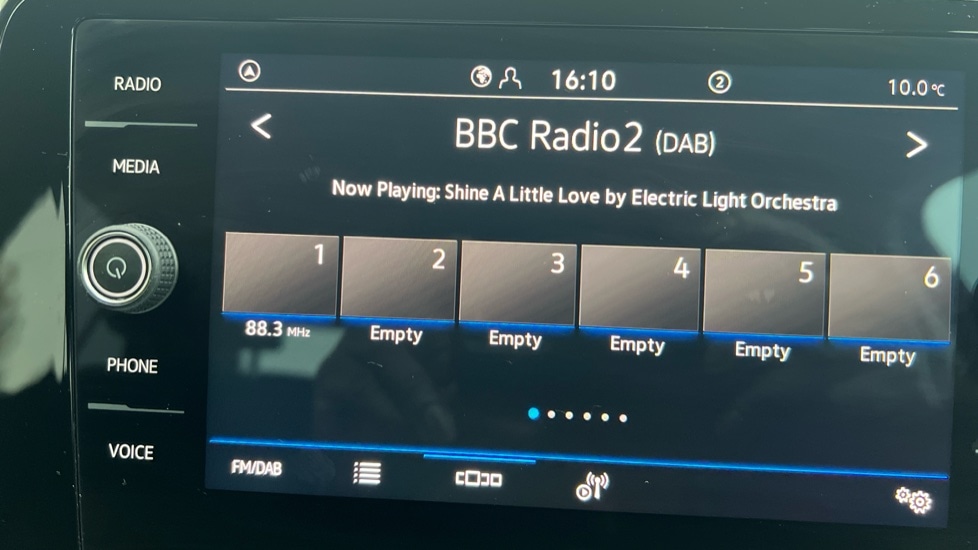 RADIO
MEDIA
PHONE
VOICE
16:10
2
10.0°C
< BBC Radio2 (DAB) >
Now Playing: Shine A Little Love by Electric Light Orchestra
1 2 3 4 5 6
88.3 MHz Empty Empty Empty Empty Empty
FM/DAB